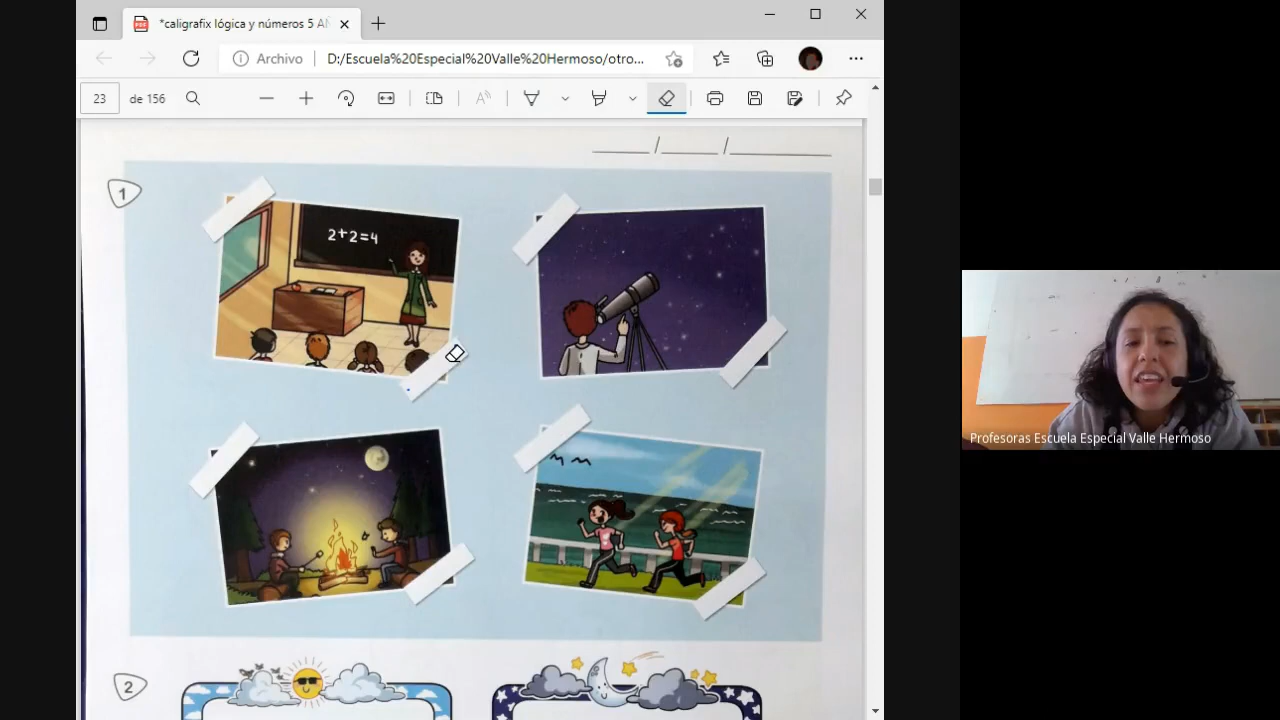 *caligrafix lógica y números 5 AÑ
Archivo
D:/Escuela%20Especial%20Valle%20Hermoso/otro...
23
de 156
1
2+2=4
2
Profesoras Escuela Especial Valle Hermoso